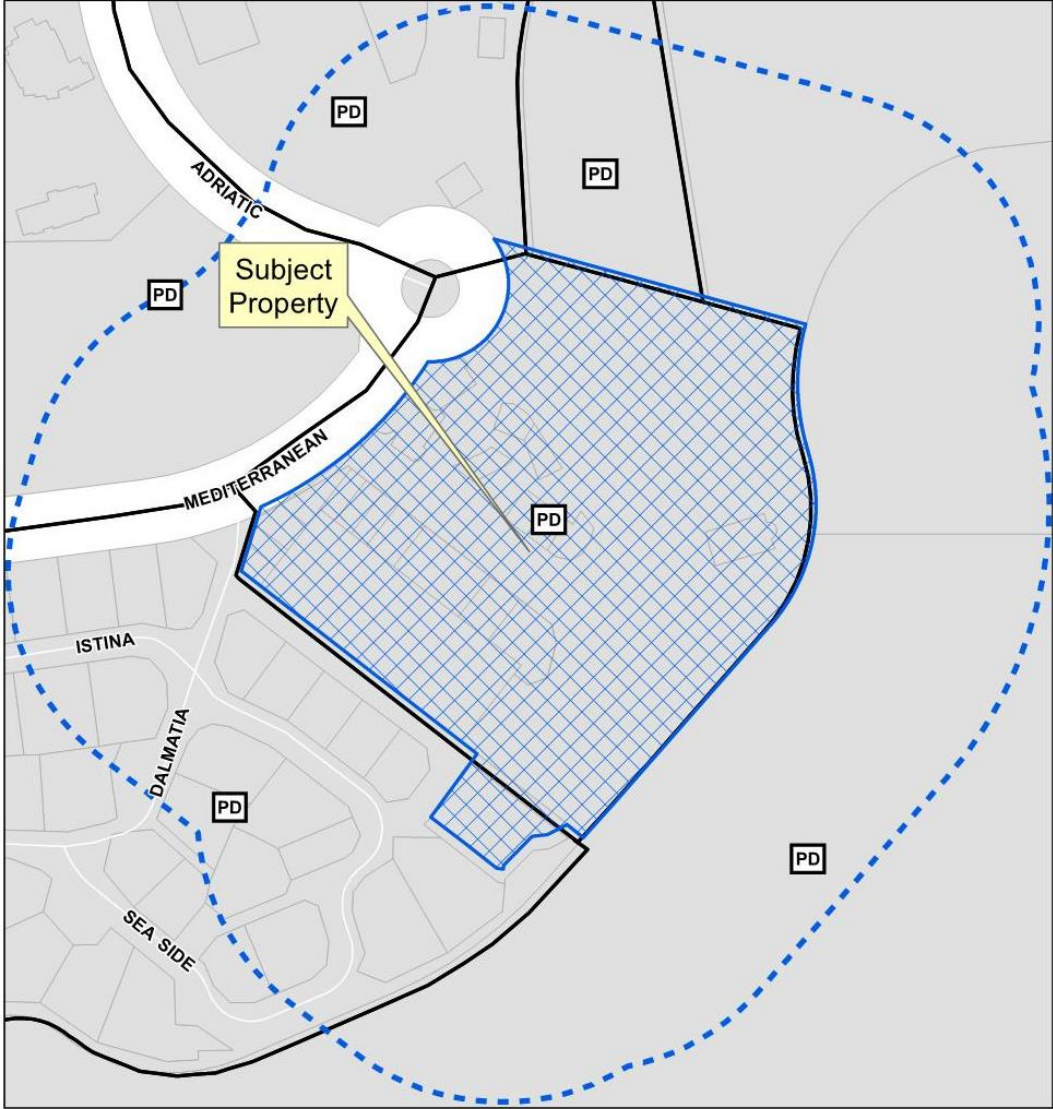 PD
PD
ADRIATIC
Subject
Property
PD
MEDITERRANEAN
PD
ISTINA
DALMATIA
PD
PD
SEA SIDE